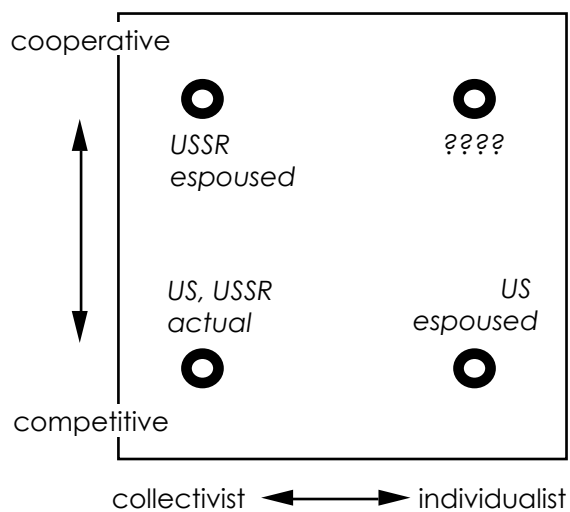 cooperative
USSR
espoused
????
US, USSR
actual
US
espoused
competitive
collectivist
individualist